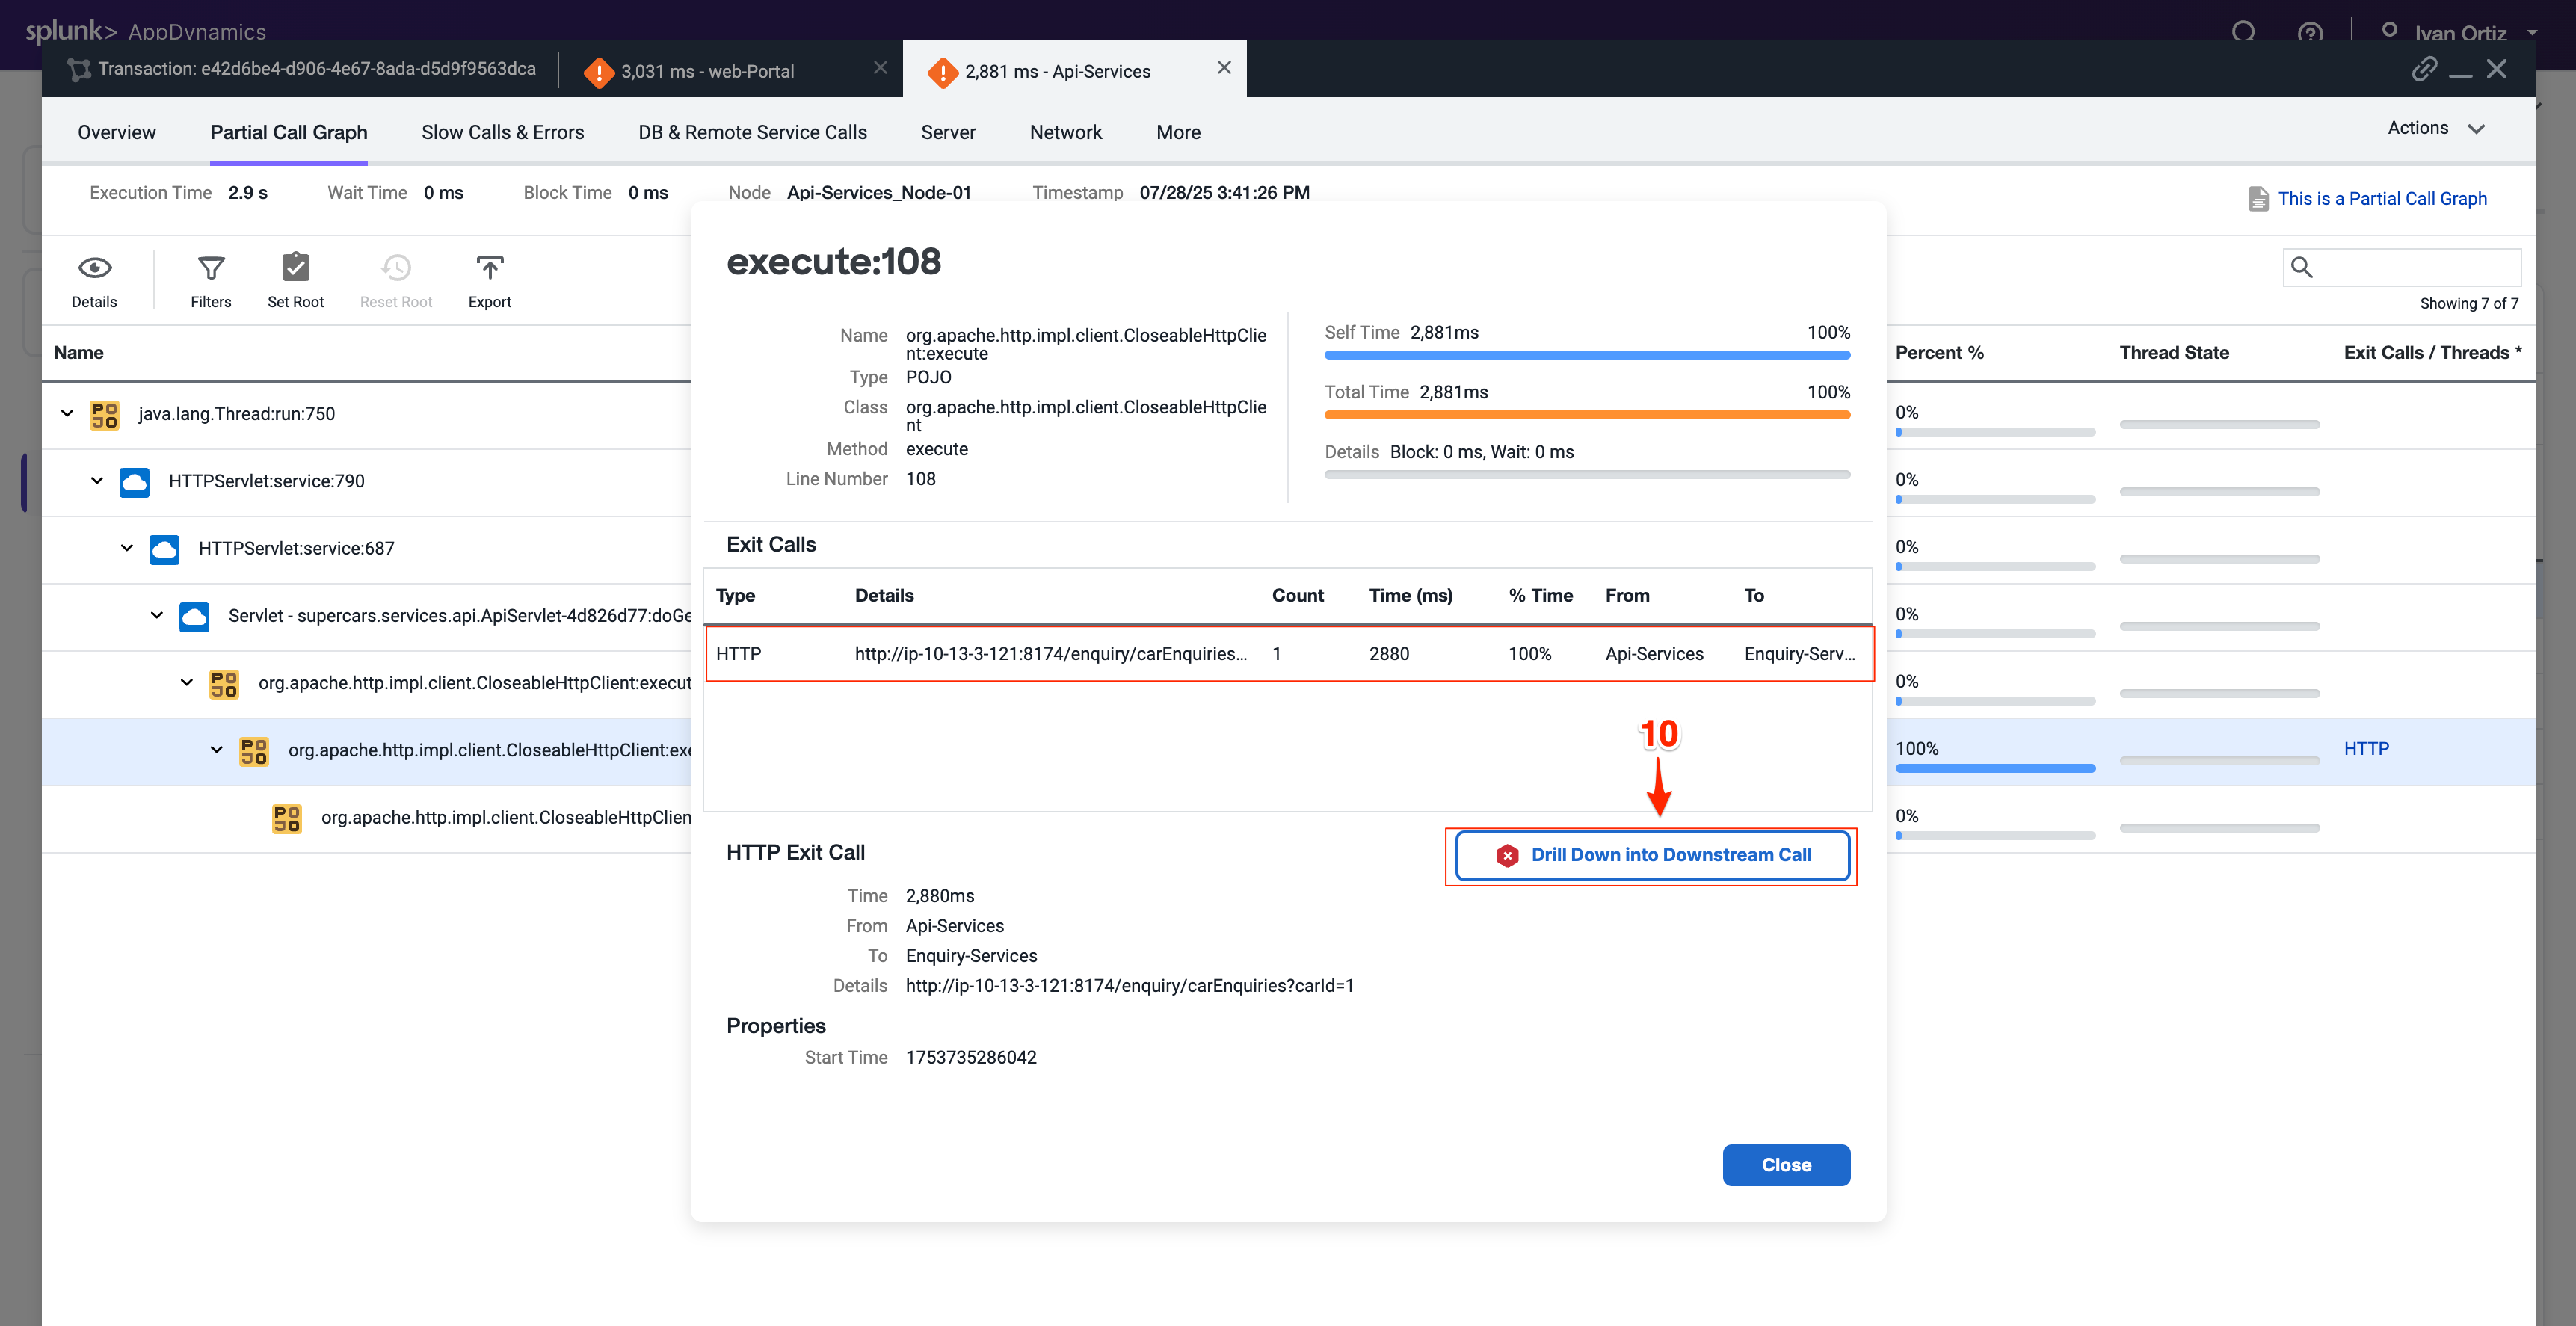 splunk> AppDynamics
Ivan Ortiz
Transaction: e42d6be4-d906-4e67-8ada-d5d9f9563dca
3,031 ms - web-Portal
2,881 ms - Api-Services
Overview
Partial Call Graph
Slow Calls & Errors
DB & Remote Service Calls
Server
Network
More
Actions
Execution Time 2.9 s
Wait Time 0 ms
Block Time 0 ms
Node Api-Services_Node-01
Timestamp 07/28/25 3:41:26 PM
This is a Partial Call Graph
Details
Filters
Set Root
Reset Root
Export
Showing 7 of 7
Name
Percent %
Thread State
Exit Calls / Threads *
java.lang.Thread:run:750
0%
HTTPServlet:service:790
0%
HTTPServlet:service:687
0%
Servlet - supercars.services.api.ApiServlet-4d826d77:doGe
0%
org.apache.http.impl.client.CloseableHttpClient:execut
0%
org.apache.http.impl.client.CloseableHttpClient:exe
100%
HTTP
org.apache.http.impl.client.CloseableHttpClien
0%
execute:108
Name org.apache.http.impl.client.CloseableHttpClie
nt:execute
Type POJO
Class org.apache.http.impl.client.CloseableHttpClie
nt
Method execute
Line Number 108
Self Time 2,881ms 100%
Total Time 2,881ms 100%
Details Block: 0 ms, Wait: 0 ms
Exit Calls
Type Details Count Time (ms) % Time From To
HTTP http://ip-10-13-3-121:8174/enquiry/carEnquiries... 1 2880 100% Api-Services Enquiry-Serv...
10
HTTP Exit Call
Drill Down into Downstream Call
Time 2,880ms
From Api-Services
To Enquiry-Services
Details http://ip-10-13-3-121:8174/enquiry/carEnquiries?carId=1
Properties
Start Time 1753735286042
Close